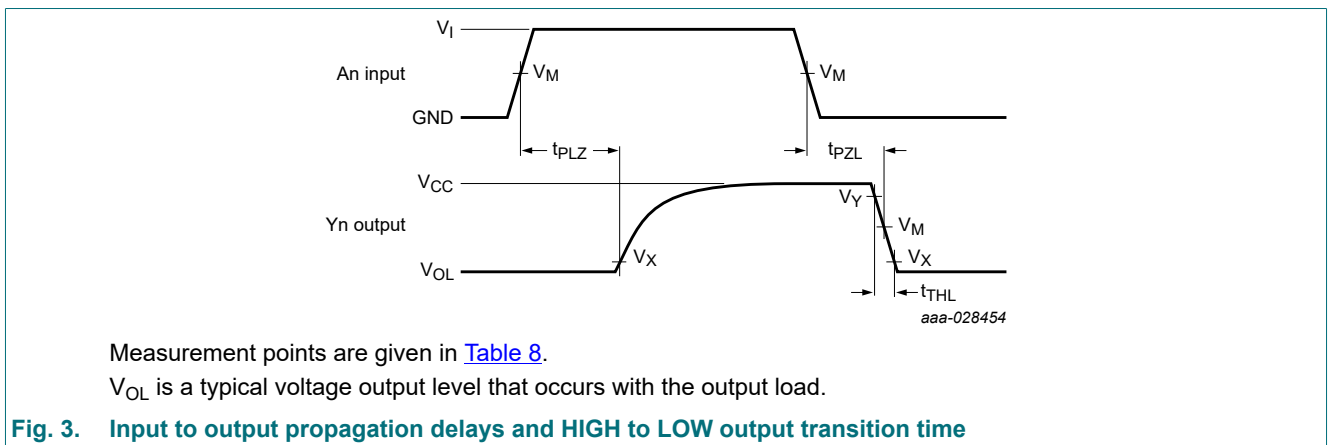 VI
An input
VM
VM
GND
tPLZ
tPZL
VCC
VY
Yn output
VM
VX
VX
VOL
tTHL
aaa-028454
Measurement points are given in Table 8.
VOL is a typical voltage output level that occurs with the output load.
Fig. 3. Input to output propagation delays and HIGH to LOW output transition time